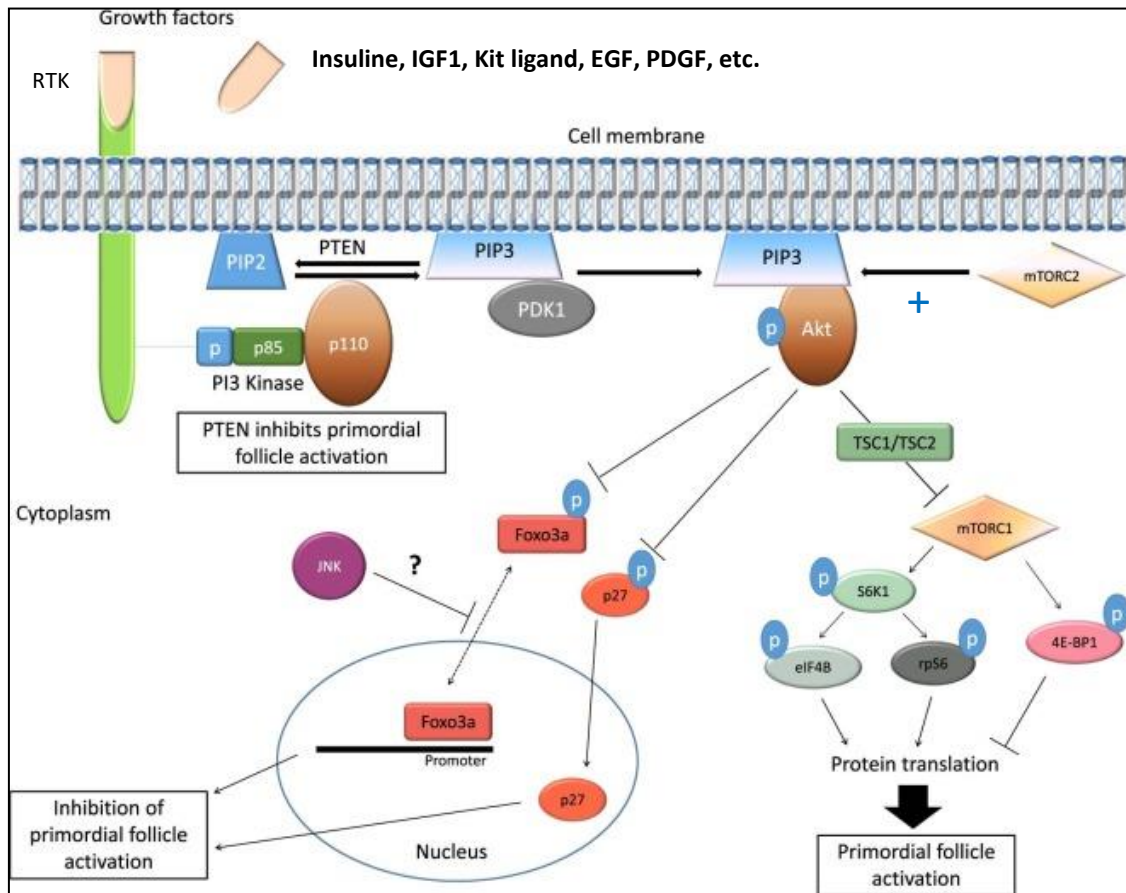 Growth factors
Insuline, IGF1, Kit ligand, EGF, PDGF, etc.
RTK
Cell membrane
PIP2
PTEN
PIP3
PIP3
mTORC2
PDK1
+
p
Akt
p
p85
p110
PI3 Kinase
PTEN inhibits primordial
follicle activation
TSC1/TSC2
Cytoplasm
p
Foxo3a
mTORC1
JNK
?
p
p27
p
S6K1
p
4E-BP1
p
eIF4B
p
rpS6
Foxo3a
Promoter
Protein translation
p27
Inhibition of
primordial follicle
activation
Nucleus
Primordial follicle
activation